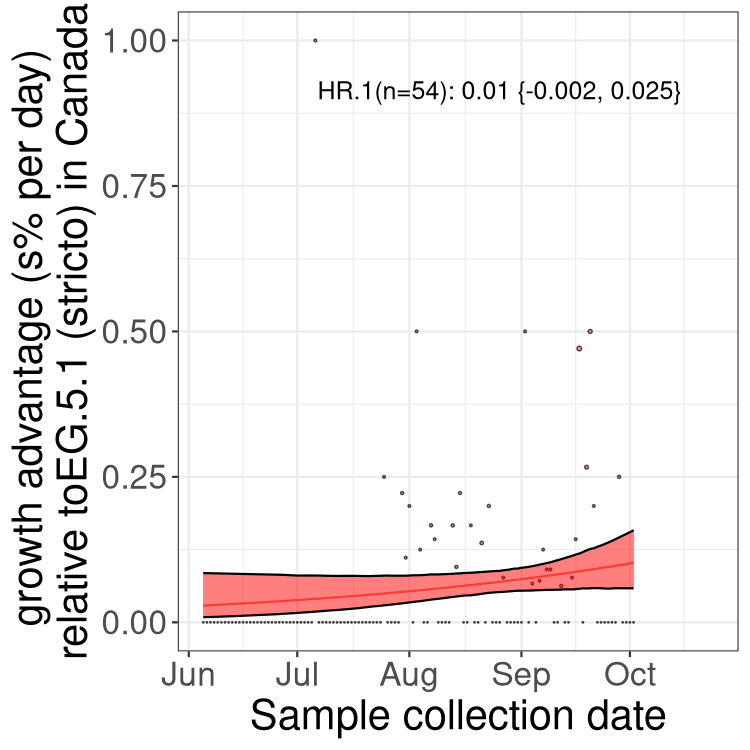 growth advantage (s% per day)
relative toEG.5.1 (stricto) in Canada
1.00
HR.1(n=54): 0.01 {-0.002, 0.025}
0.75
0.50
0.25
0.00
Jun Jul Aug Sep Oct
Sample collection date